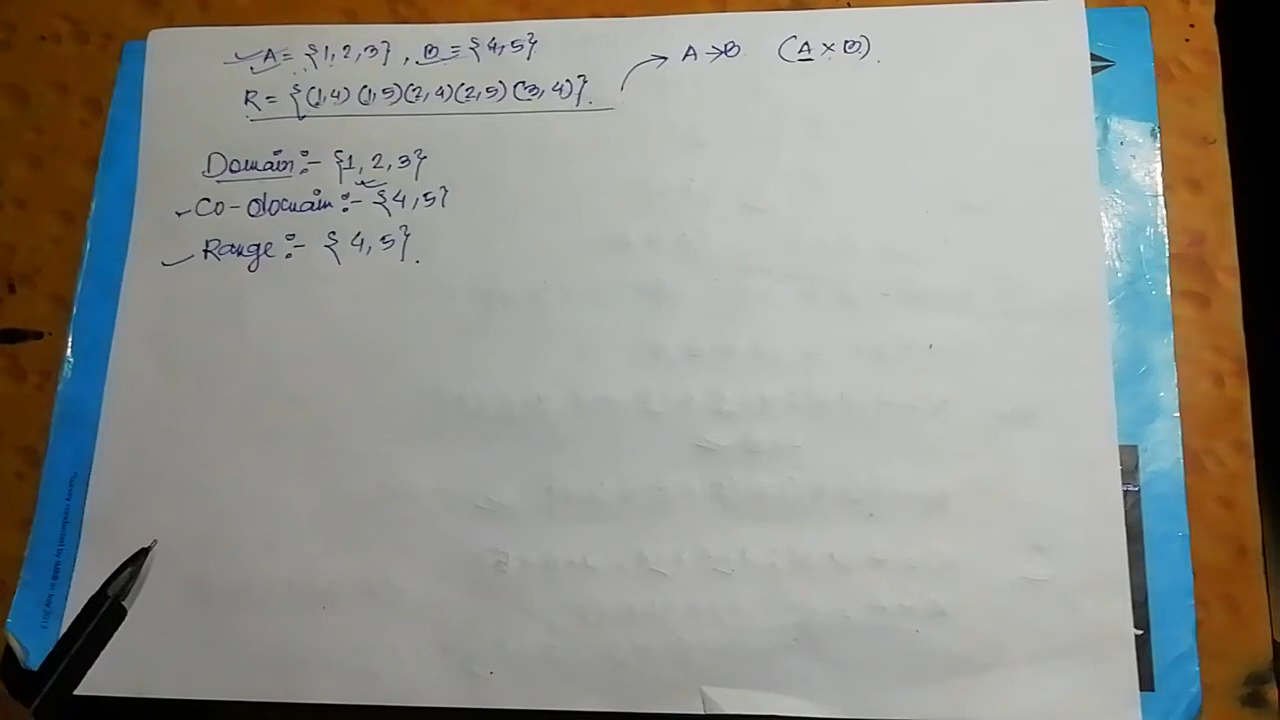 A = {1, 2, 3} , B = {4, 5}
R = {(1, 4) (1, 5) (2, 4) (2, 5) (3, 4)}.
A → B (A × B).
Domain :- {1, 2, 3}
Co-domain :- {4, 5}
Range :- {4, 5}.